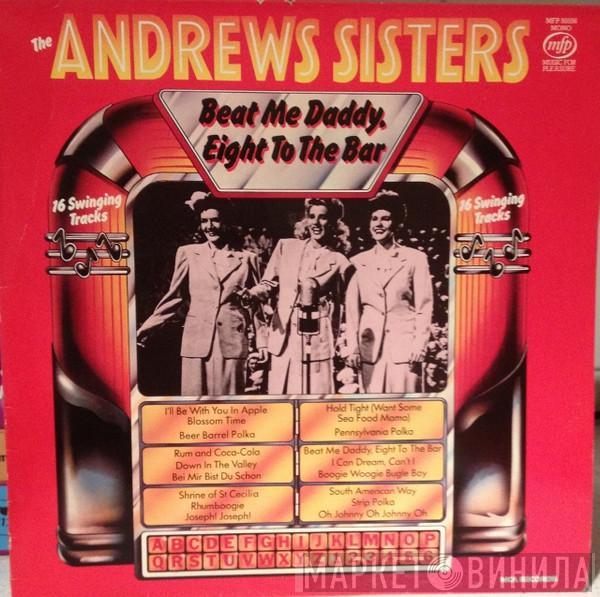 The
ANDREWS SISTERS
MFP 50556
MONO
mfp
MUSIC FOR
PLEASURE
Beat Me Daddy,
Eight To The Bar
16 Swinging
Tracks
16 Swinging
Tracks
I'll Be With You In Apple
Blossom Time
Beer Barrel Polka
Hold Tight (Want Some
Sea Food Mama)
Pennsylvania Polka
Rum and Coca-Cola
Down In The Valley
Bei Mir Bist Du Schon
Beat Me Daddy, Eight To The Bar
I Can Dream, Can't I
Boogie Woogie Bugle Boy
Shrine of St Cecilia
Rhumboogie
Joseph! Joseph!
South American Way
Strip Polka
Oh Johnny Oh Johnny Oh
A B C D E F G H I J K L M N O P
Q R S T U V W X Y Z
MCA RECORDS
МАРКЕТ ВИНИЛА